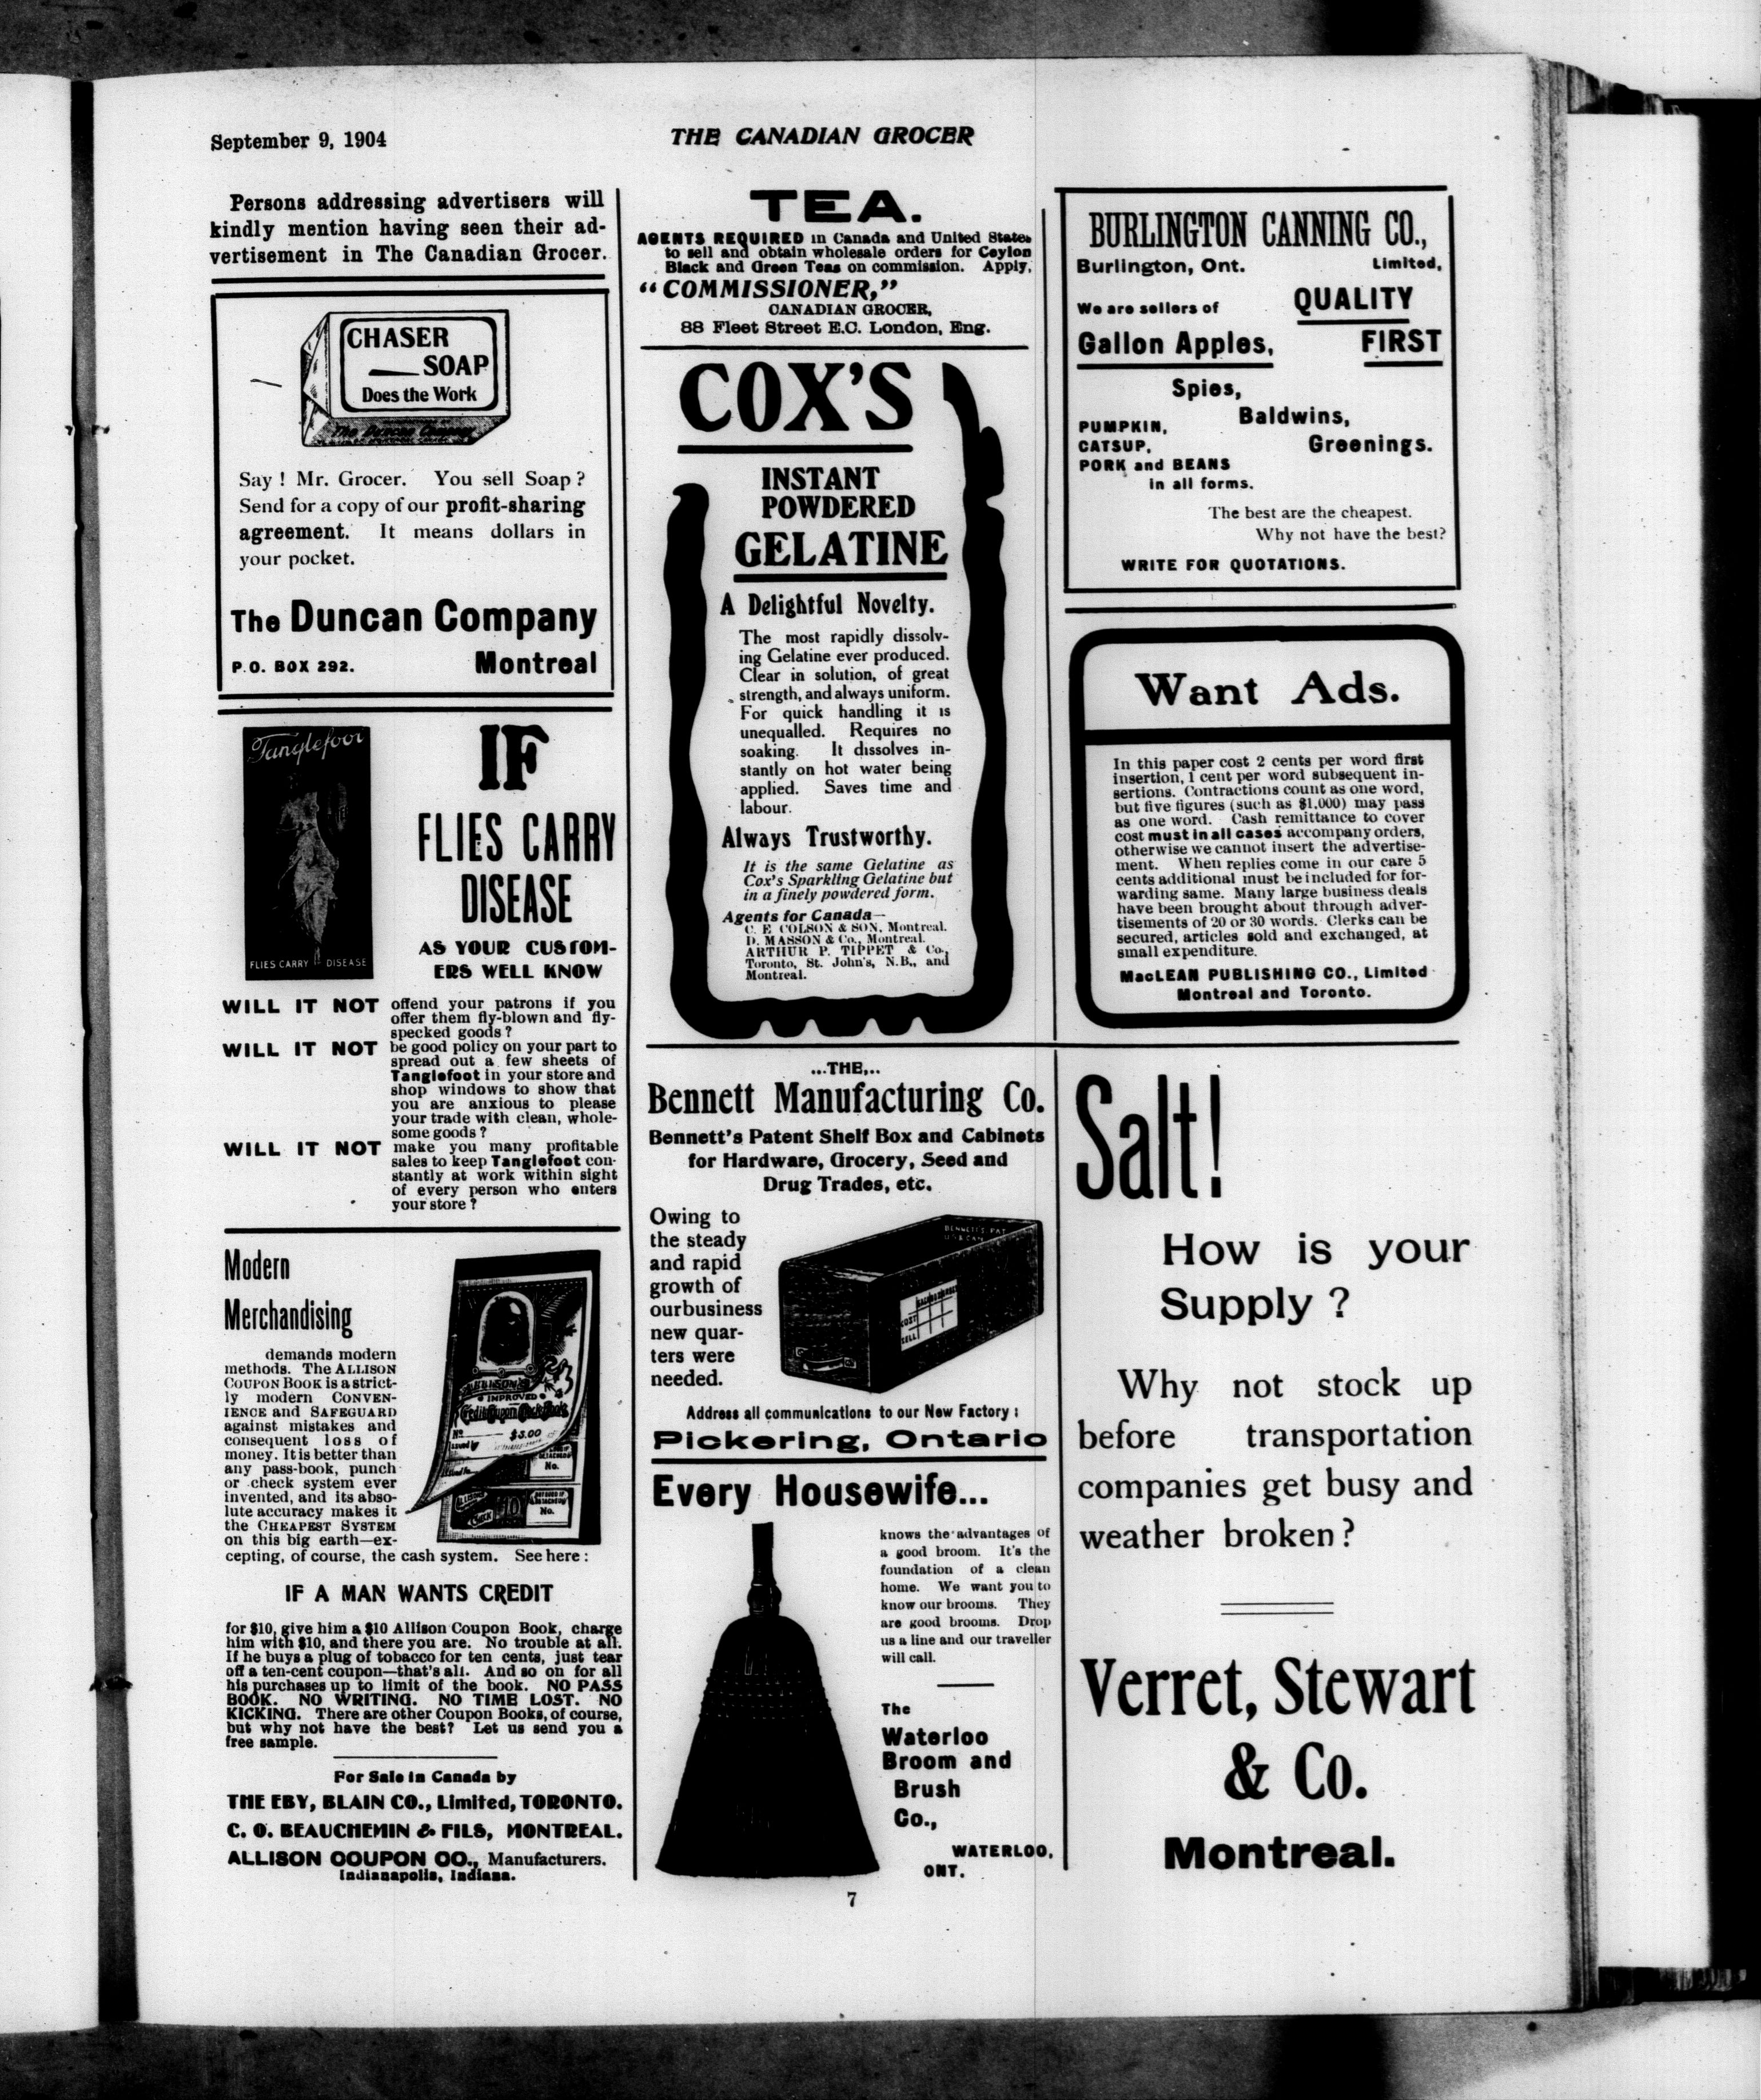 September 9, 1904
THE CANADIAN GROCER
Persons addressing advertisers will
kindly mention having seen their ad-
vertisement in The Canadian Grocer.
CHASER
SOAP
Does the Work
The Duncan Company
Say ! Mr. Grocer. You sell Soap ?
Send for a copy of our profit-sharing
agreement. It means dollars in
your pocket.
The Duncan Company
P.O. BOX 292. Montreal
Tanglefoot
FLIES CARRY DISEASE
IF
FLIES CARRY
DISEASE
AS YOUR CUSTOM-
ERS WELL KNOW
WILL IT NOT offend your patrons if you
offer them fly-blown and fly-
specked goods ?
WILL IT NOT be good policy on your part to
spread out a few sheets of
Tanglefoot in your store and
shop windows to show that
you are anxious to please
your trade with clean, whole-
some goods ?
WILL IT NOT make you many profitable
sales to keep Tanglefoot con-
stantly at work within sight
of every person who enters
your store ?
Modern
Merchandising
demands modern
methods. The ALLISON
COUPON BOOK is a strict-
ly modern CONVEN-
IENCE and SAFEGUARD
against mistakes and
consequent loss of
money. It is better than
any pass-book, punch
or check system ever
invented, and its abso-
lute accuracy makes it
the CHEAPEST SYSTEM
on this big earth—ex-
cepting, of course, the cash system. See here :
ALLISON'S
IMPROVED
Credit Coupon Check Book
No $3.00
No.
No.
IF A MAN WANTS CREDIT
for $10, give him a $10 Allison Coupon Book, charge
him with $10, and there you are. No trouble at all.
If he buys a plug of tobacco for ten cents, just tear
off a ten-cent coupon—that's all. And so on for all
his purchases up to limit of the book. NO PASS
BOOK. NO WRITING. NO TIME LOST. NO
KICKING. There are other Coupon Books, of course,
but why not have the best? Let us send you a
free sample.
For Sale in Canada by
THE EBY, BLAIN CO., Limited, TORONTO.
C. O. BEAUCHEMIN & FILS, MONTREAL.
ALLISON COUPON CO., Manufacturers.
Indianapolis, Indiana.
TEA.
AGENTS REQUIRED in Canada and United States
to sell and obtain wholesale orders for Ceylon
Black and Green Teas on commission. Apply,
"COMMISSIONER,"
CANADIAN GROCER,
88 Fleet Street E.C. London, Eng.
COX'S
INSTANT
POWDERED
GELATINE
A Delightful Novelty.
The most rapidly dissolv-
ing Gelatine ever produced.
Clear in solution, of great
strength, and always uniform.
For quick handling it is
unequalled. Requires no
soaking. It dissolves in-
stantly on hot water being
applied. Saves time and
labour.
Always Trustworthy.
It is the same Gelatine as
Cox's Sparkling Gelatine but
in a finely powdered form.
Agents for Canada—
C. E. COLSON & SON, Montreal.
D. MASSON & Co., Montreal.
ARTHUR P. TIPPET & Co.,
Toronto, St. John's, N.B., and
Montreal.
...THE...
Bennett Manufacturing Co.
Bennett's Patent Shelf Box and Cabinets
for Hardware, Grocery, Seed and
Drug Trades, etc.
Owing to
the steady
and rapid
growth of
ourbusiness
new quar-
ters were
needed.
BENNETT'S PAT
COST
SELL
Address all communications to our New Factory :
Pickering, Ontario
Every Housewife...
knows the advantages of
a good broom. It's the
foundation of a clean
home. We want you to
know our brooms. They
are good brooms. Drop
us a line and our traveller
will call.
The
Waterloo
Broom and
Brush
Co.,
WATERLOO,
ONT.
BURLINGTON CANNING CO.,
Burlington, Ont. Limited,
We are sellers of QUALITY
Gallon Apples, FIRST
Spies,
Baldwins,
Greenings.
PUMPKIN,
CATSUP,
PORK and BEANS
in all forms.
The best are the cheapest.
Why not have the best?
WRITE FOR QUOTATIONS.
Want Ads.
In this paper cost 2 cents per word first
insertion, 1 cent per word subsequent in-
sertions. Contractions count as one word,
but five figures (such as $1,000) may pass
as one word. Cash remittance to cover
cost must in all cases accompany orders,
otherwise we cannot insert the advertise-
ment. When replies come in our care 5
cents additional must be included for for-
warding same. Many large business deals
have been brought about through adver-
tisements of 20 or 30 words. Clerks can be
secured, articles sold and exchanged, at
small expenditure.
MacLEAN PUBLISHING CO., Limited
Montreal and Toronto.
Salt!
How is your
Supply ?
Why not stock up
before transportation
companies get busy and
weather broken ?
Verret, Stewart
& Co.
Montreal.
7